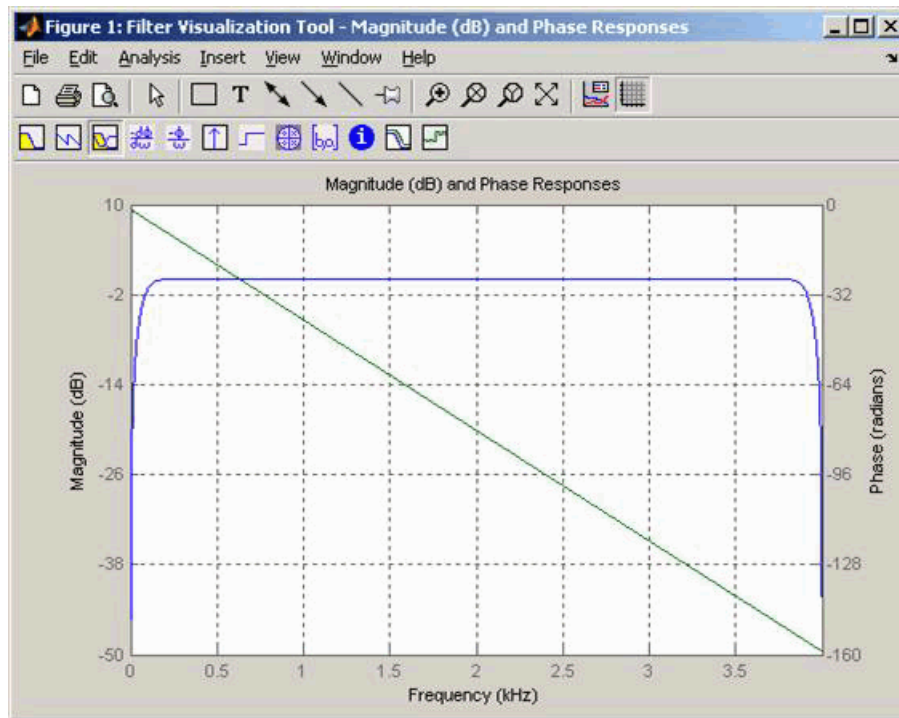 Figure 1: Filter Visualization Tool - Magnitude (dB) and Phase Responses
File Edit Analysis Insert View Window Help
T
[b,a] i
Magnitude (dB) and Phase Responses
10
-2
-14
-26
-38
-50
Magnitude (dB)
0
-32
-64
-96
-128
-160
Phase (radians)
0 0.5 1 1.5 2 2.5 3 3.5
Frequency (kHz)